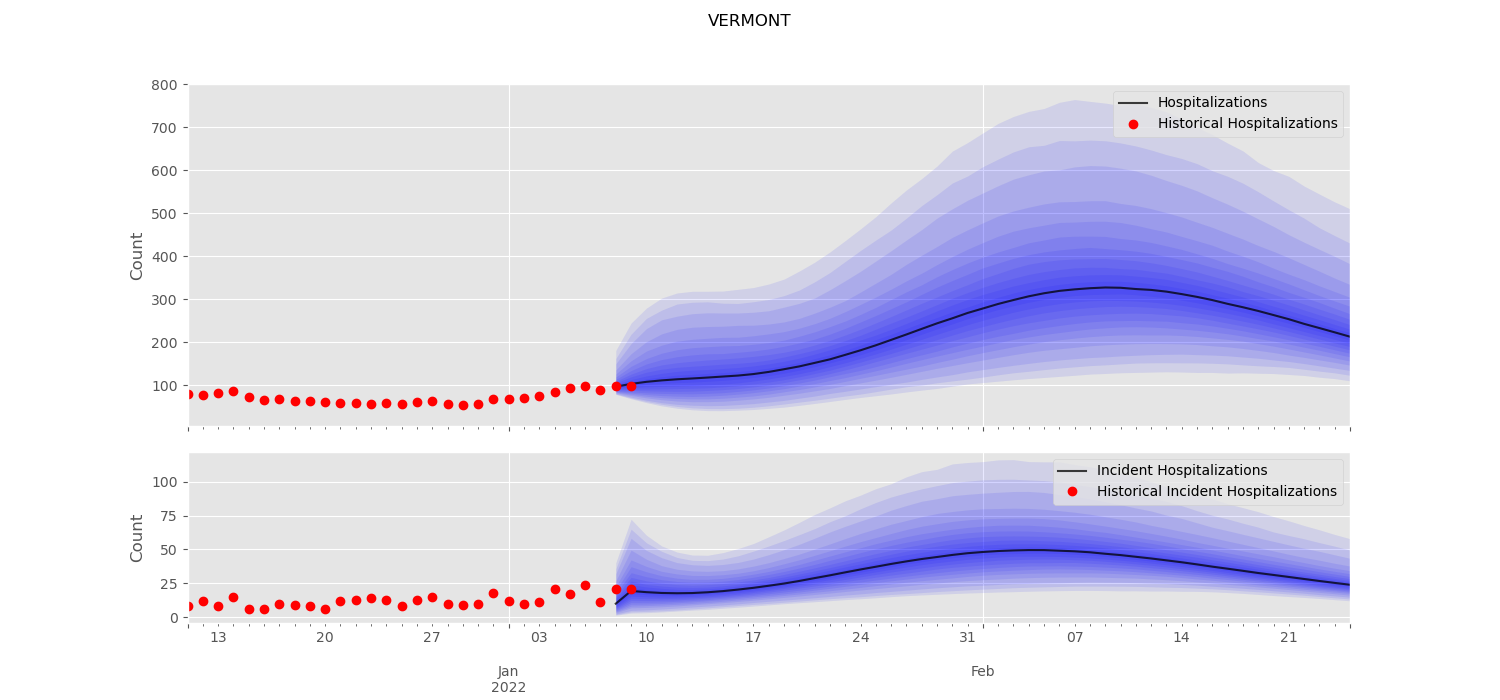 VERMONT
800
700
600
500
400
300
200
100
Count
Hospitalizations
Historical Hospitalizations
100
75
50
25
0
Count
Incident Hospitalizations
Historical Incident Hospitalizations
13 20 27 03 10 17 24 31 07 14 21
Jan Feb
2022